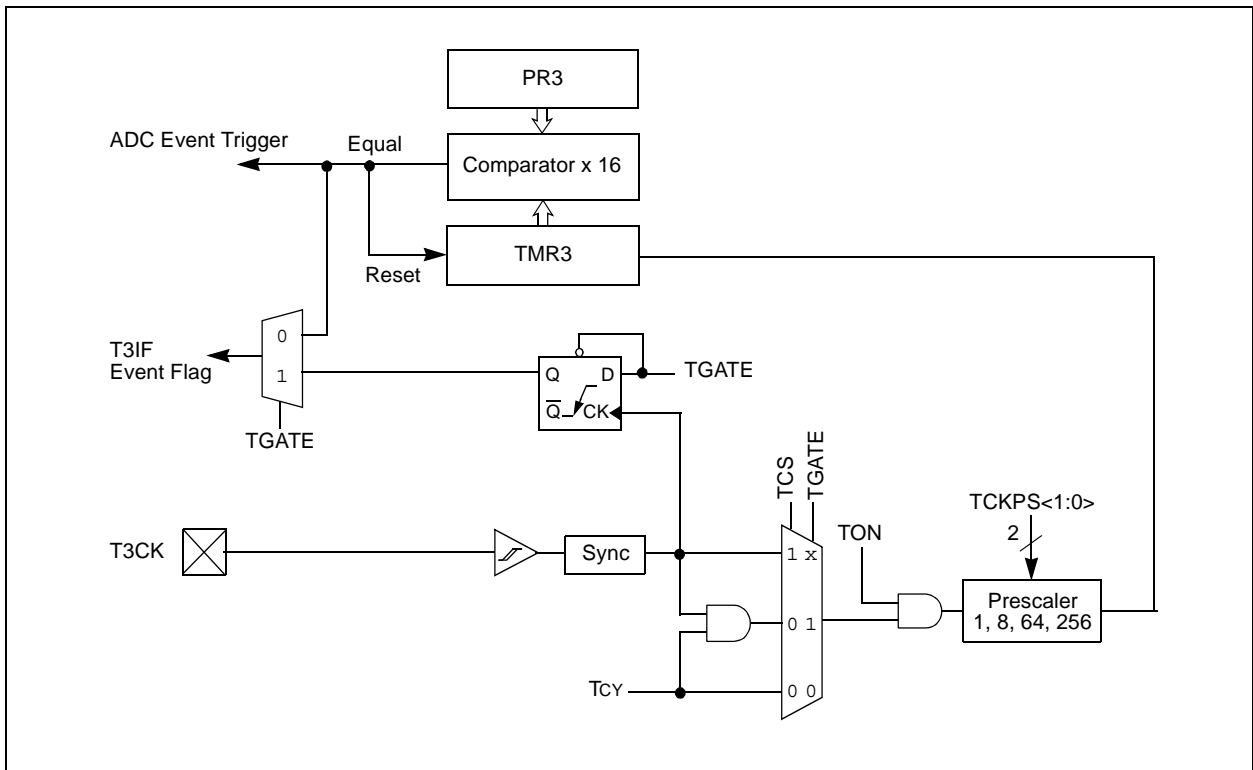 PR3
ADC Event Trigger
Equal
Comparator x 16
TMR3
Reset
0
T3IF
Event Flag
1
TGATE
Q D
Q CK
TGATE
TCS
TGATE
TCKPS<1:0>
2
TON
T3CK
Sync
1 x
Prescaler
1, 8, 64, 256
0 1
TCY
0 0